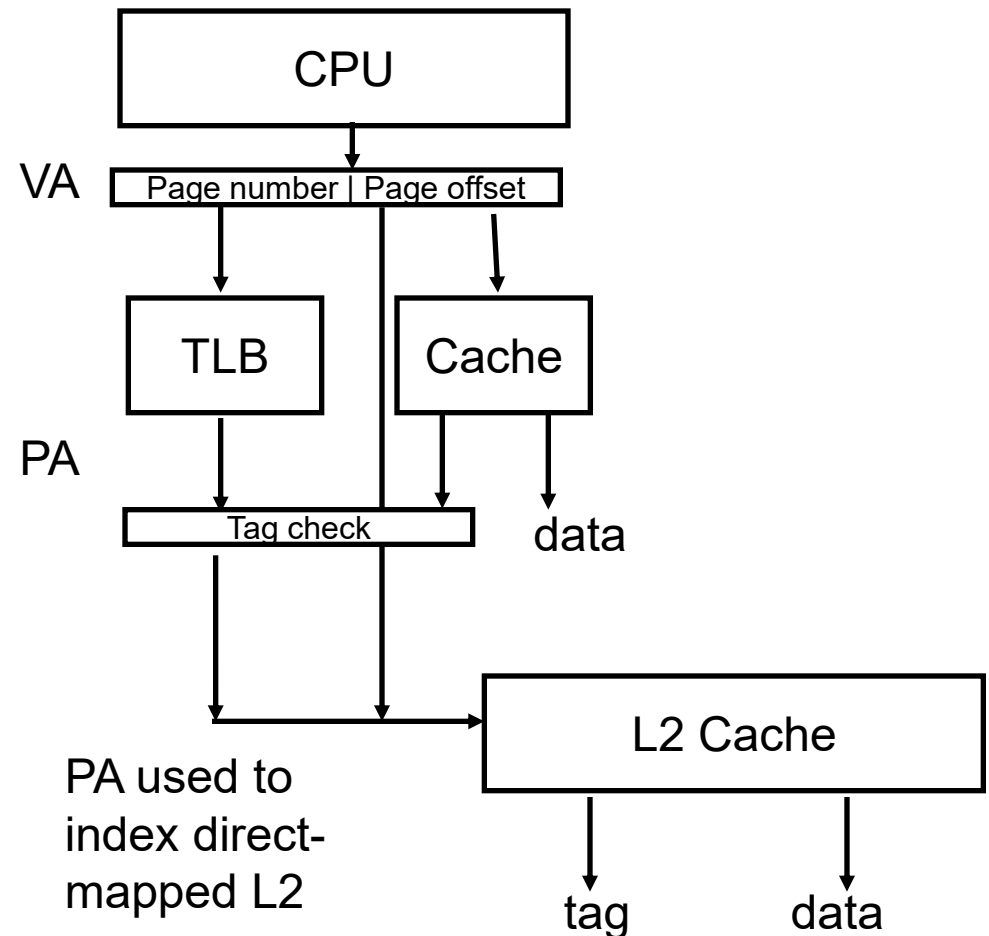 CPU
VA
Page number | Page offset
TLB
Cache
PA
Tag check
data
L2 Cache
PA used to
index direct-
mapped L2
tag
data